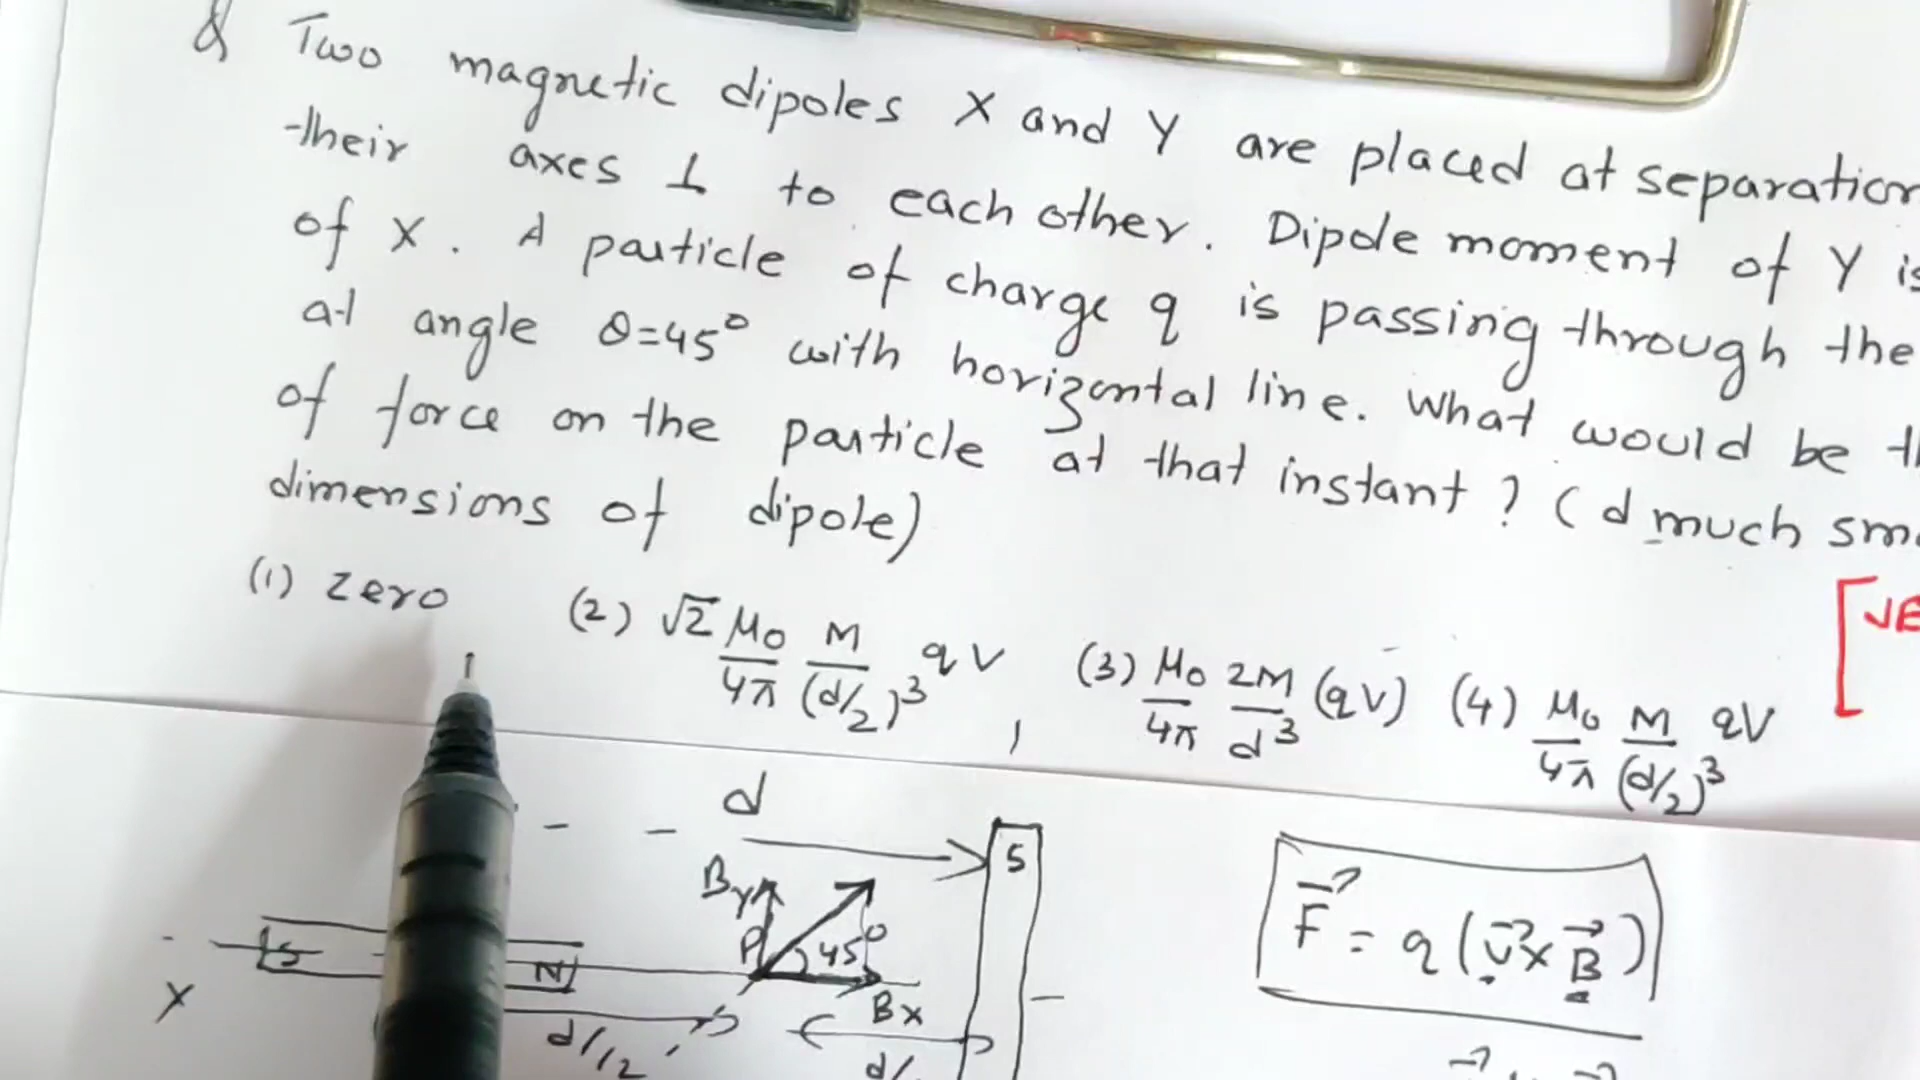 Q Two magnetic dipoles X and Y are placed at separation
their axes ⊥ to each other. Dipole moment of Y is
of X. A particle of charge q is passing through the
at angle θ=45° with horizontal line. What would be
of force on the particle at that instant? (d much
dimensions of dipole)
(1) zero (2) √2 μ₀/4π M/(d/2)³ qV , (3) μ₀/4π 2M/d³ (qV) (4) μ₀/4π M/(d/2)³ qV
d
S
By
P 45°
S N
Bx
X
d/2
F⃗ = q(v⃗×B⃗)